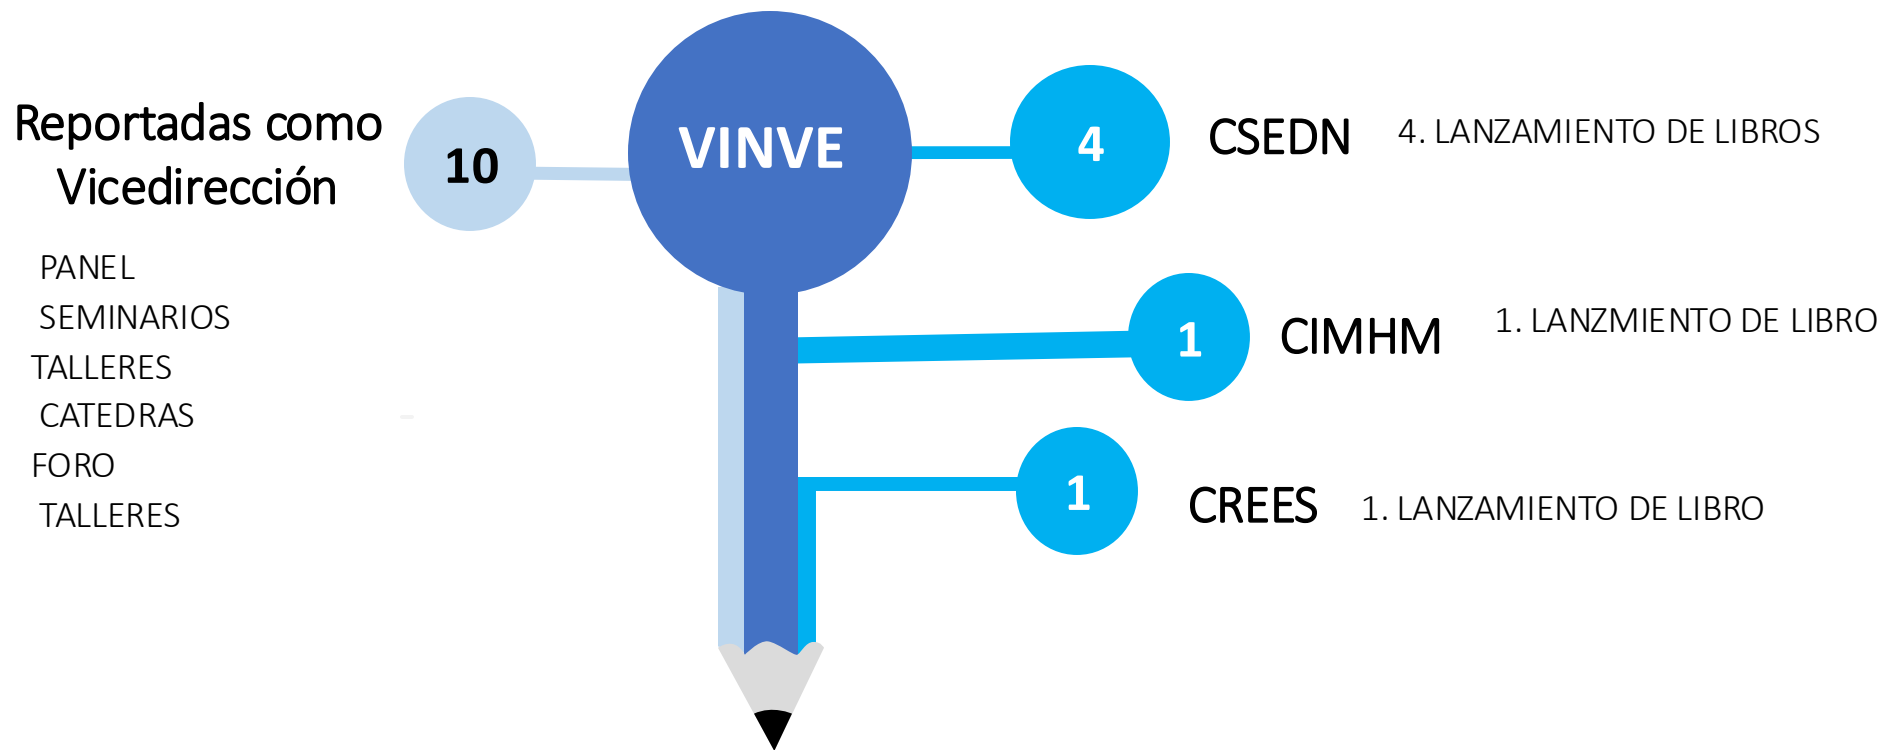 Reportadas como
Vicedirección
10
PANEL
SEMINARIOS
TALLERES
CATEDRAS
FORO
TALLERES
VINVE
4
CSEDN
4. LANZAMIENTO DE LIBROS
1
CIMHM
1. LANZMIENTO DE LIBRO
1
CREES
1. LANZAMIENTO DE LIBRO